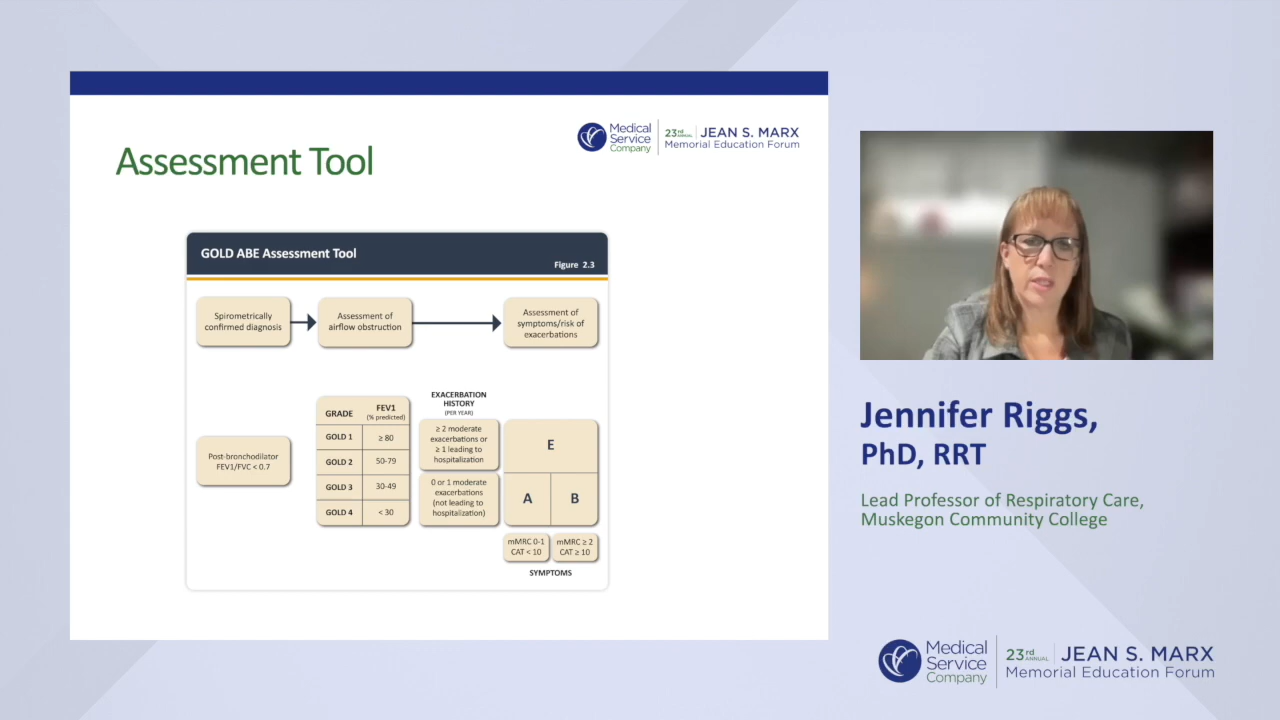 Medical
Service
Company
23rd
ANNUAL
JEAN S. MARX
Memorial Education Forum
Assessment Tool
GOLD ABE Assessment Tool
Figure 2.3
Spirometrically
confirmed diagnosis
Assessment of
airflow obstruction
Assessment of
symptoms/risk of
exacerbations
Post-bronchodilator
FEV1/FVC < 0.7
GRADE
FEV1
(% predicted)
GOLD 1
≥ 80
GOLD 2
50-79
GOLD 3
30-49
GOLD 4
< 30
EXACERBATION
HISTORY
(PER YEAR)
≥ 2 moderate
exacerbations or
≥ 1 leading to
hospitalization
0 or 1 moderate
exacerbations
(not leading to
hospitalization)
E
A
B
mMRC 0-1
CAT < 10
mMRC ≥ 2
CAT ≥ 10
SYMPTOMS
Jennifer Riggs,
PhD, RRT
Lead Professor of Respiratory Care,
Muskegon Community College
Medical
Service
Company
23rd
ANNUAL
JEAN S. MARX
Memorial Education Forum